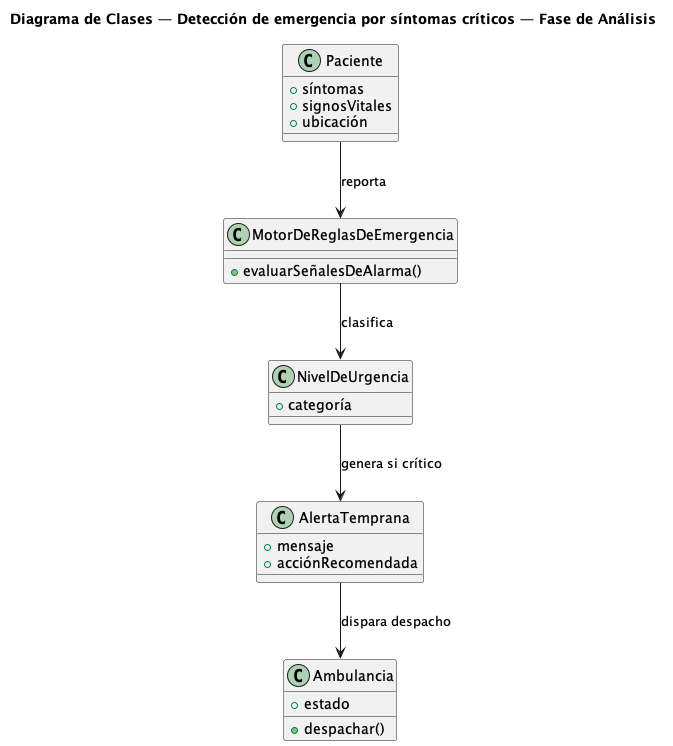 Diagrama de Clases — Detección de emergencia por síntomas críticos — Fase de Análisis
C Paciente
síntomas
signosVitales
ubicación
reporta
C MotorDeReglasDeEmergencia
evaluarSeñalesDeAlarma()
clasifica
C NivelDeUrgencia
categoría
genera si crítico
C AlertaTemprana
mensaje
acciónRecomendada
dispara despacho
C Ambulancia
estado
despachar()